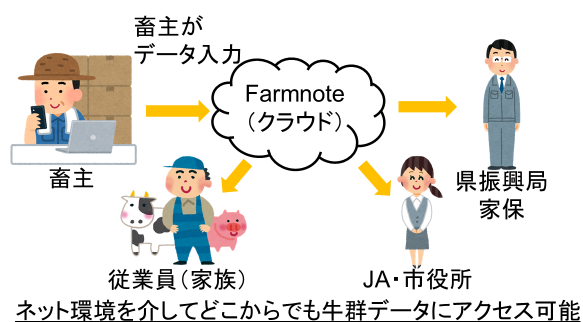 畜主が
データ入力
Farmnote
（クラウド）
畜主
県振興局
家保
従業員（家族）
JA・市役所
ネット環境を介してどこからでも牛群データにアクセス可能